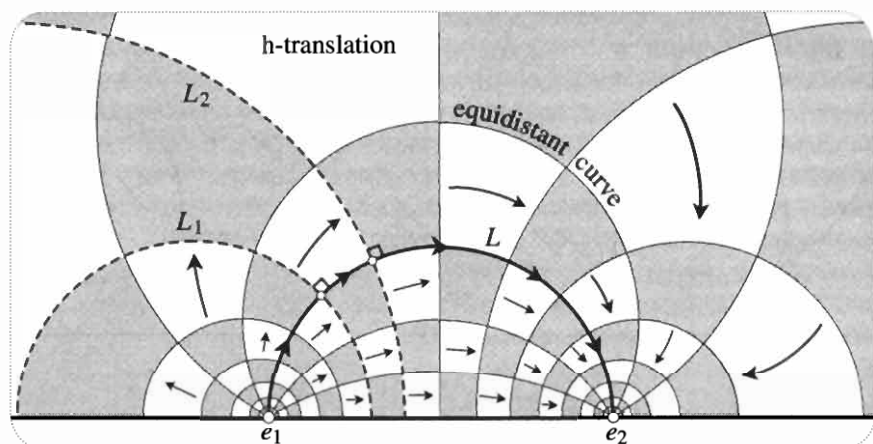 h-translation
L₂
equidistant curve
L₁
L
e₁
e₂